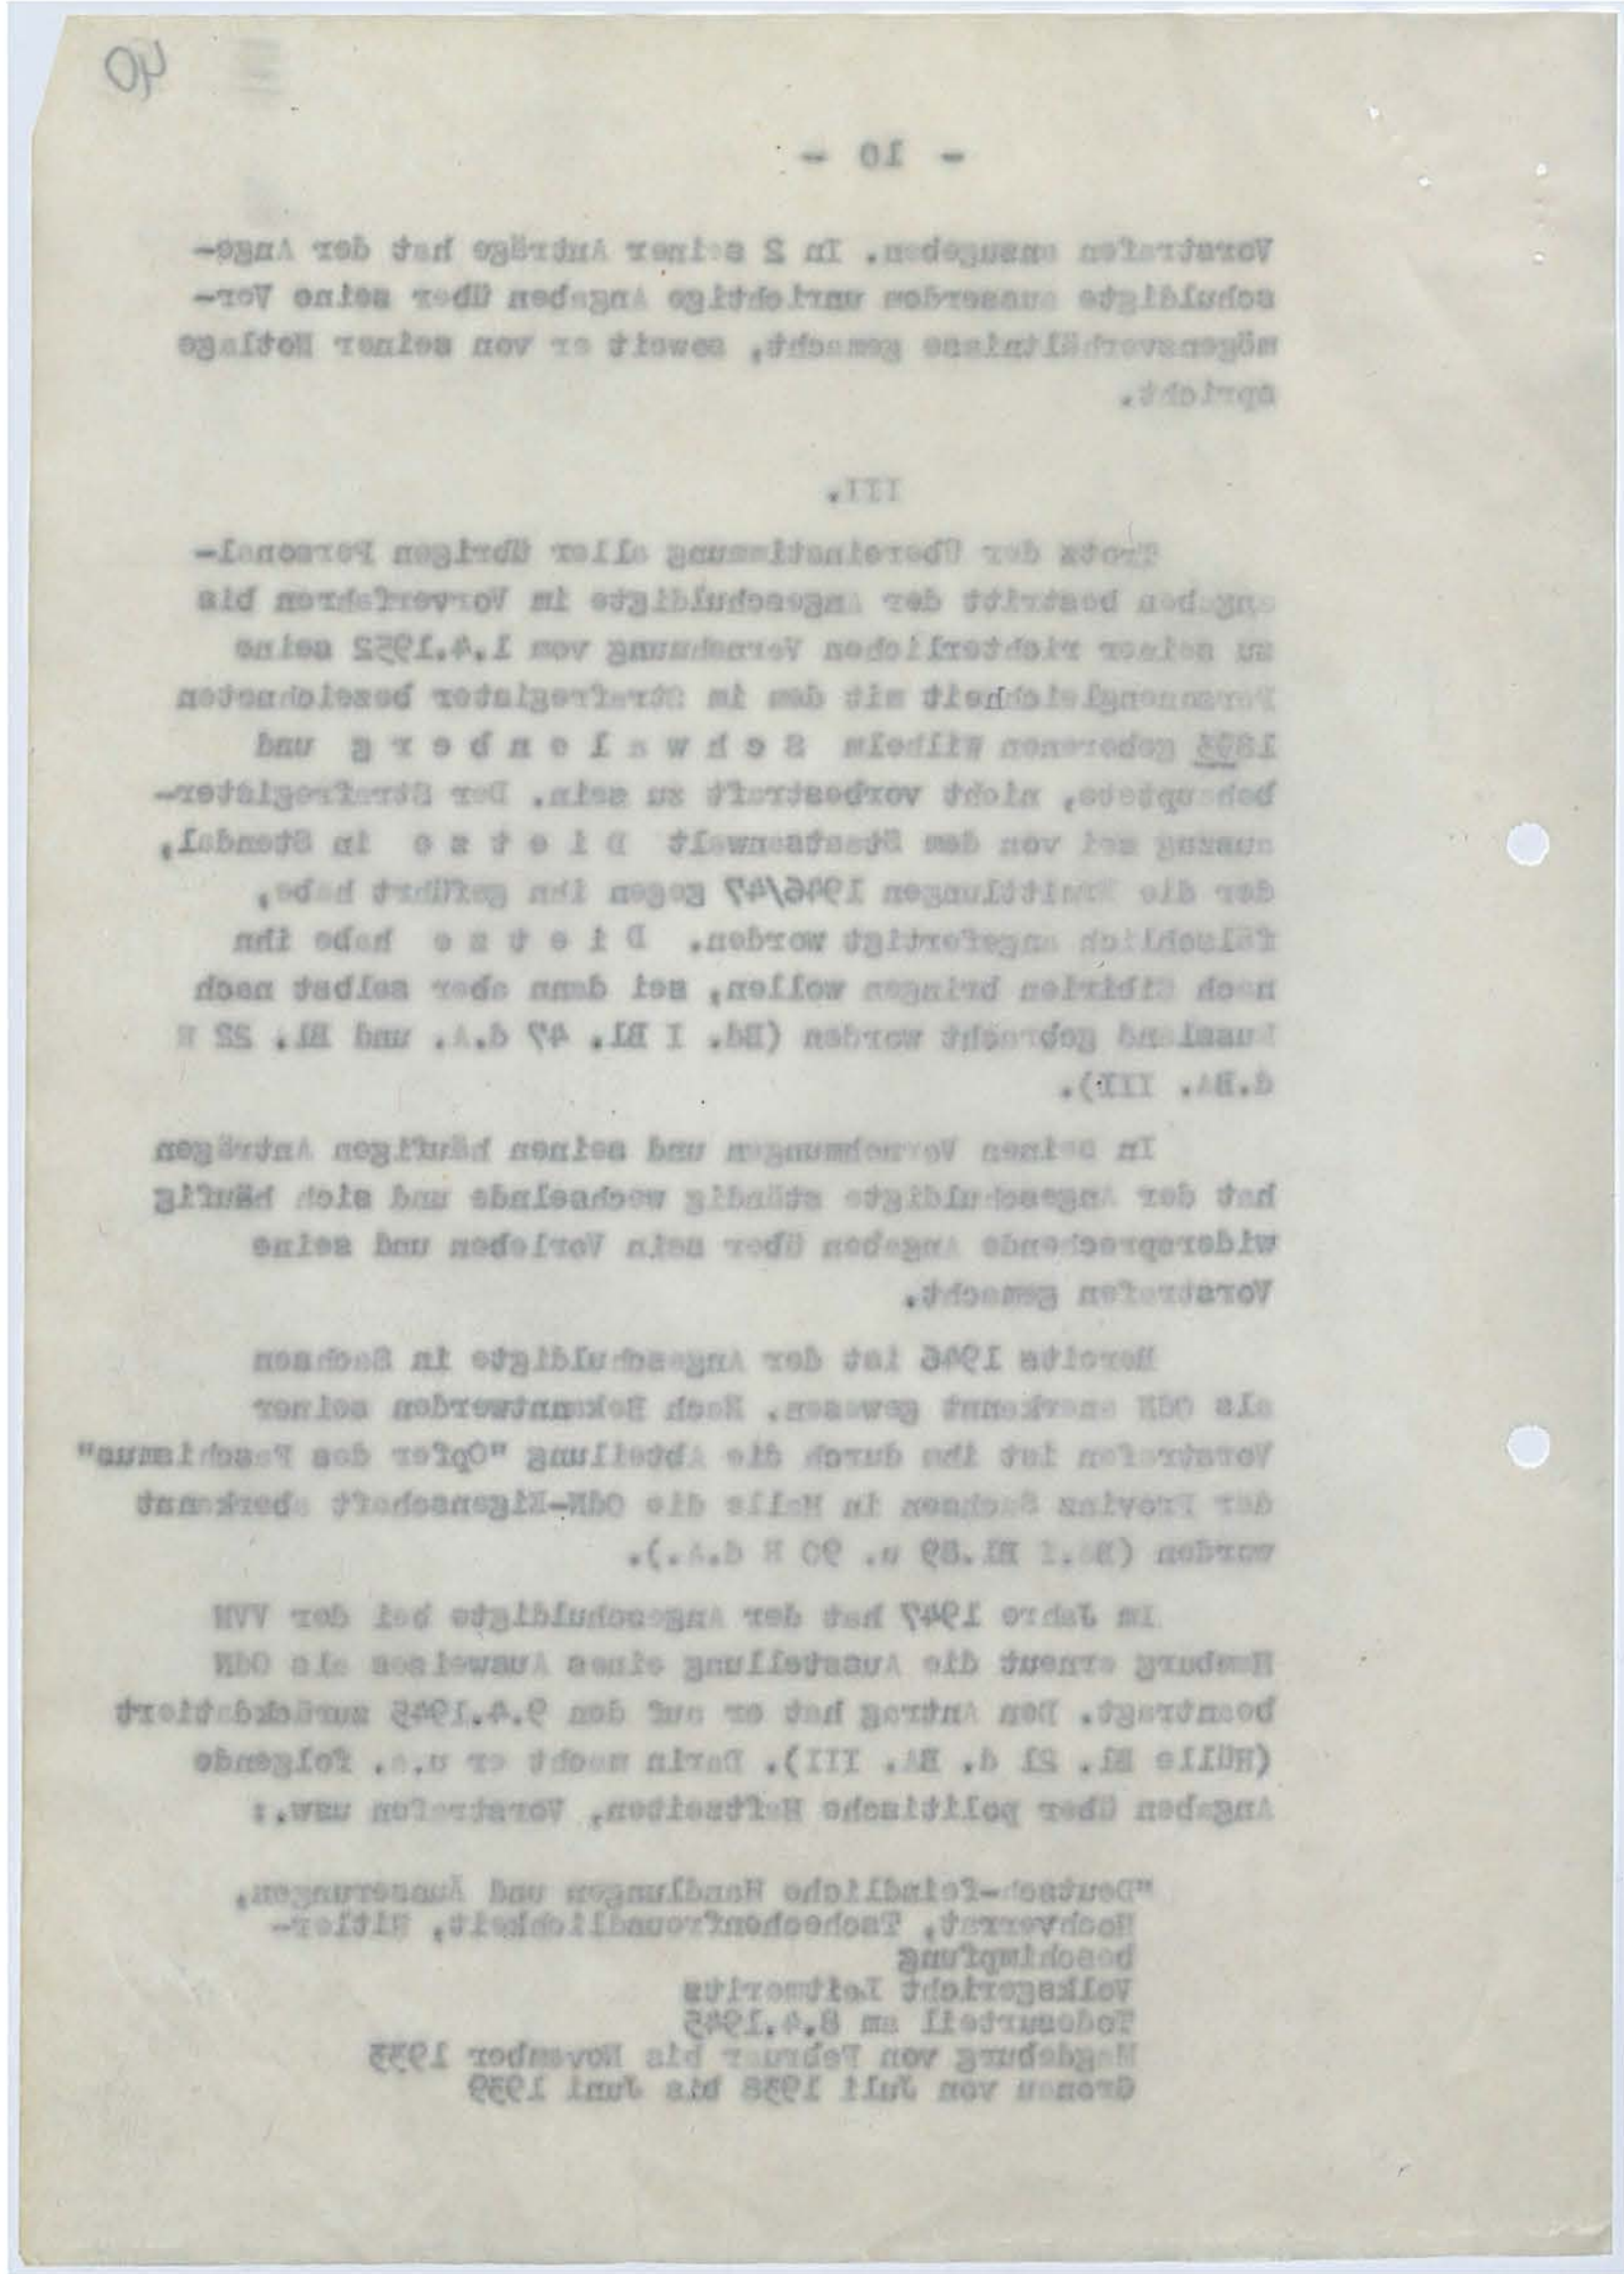 40
- 10 -
Vorstrafen anzugeben. In 2 seiner Anträge hat der Ange-
schuldigte ausserdem unrichtige Angaben über seine Ver-
mögensverhältnisse gemacht, soweit er von seiner Notlage
spricht.
III.
Trotz der Übereinstimmung aller übrigen Personal-
angaben bestritt der Angeschuldigte im Vorverfahren bis
zu seiner richterlichen Vernehmung vom 1.4.1952 seine
Personengleichheit mit dem im Strafregister bezeichneten
1893 geborenen Wilhelm S c h w a l e n b e r g und
behauptete, nicht vorbestraft zu sein. Der Strafregister-
auszug sei von dem Staatsanwalt D i e t z e in Stendal,
der die Ermittlungen 1946/47 gegen ihn geführt habe,
fälschlich angefertigt worden. D i e t z e habe ihn
nach Sibirien bringen wollen, sei dann aber selbst nach
Russland gebracht worden (Bd. I Bl. 47 d.A. und Bl. 22 R
d.BA. III).
In seinen Vernehmungen und seinen häufigen Anträgen
hat der Angeschuldigte ständig wechselnde und sich häufig
widersprechende Angaben über sein Vorleben und seine
Vorstrafen gemacht.
Bereits 1946 ist der Angeschuldigte in Sachsen
als OdN anerkannt gewesen. Nach Bekanntwerden seiner
Vorstrafen ist ihm durch die Abteilung "Opfer des Faschismus"
der Provinz Sachsen in Halle die OdN-Eigenschaft aberkannt
worden (Bd.I Bl.89 u. 90 R d.A.).
Im Jahre 1947 hat der Angeschuldigte bei der VVN
Hamburg erneut die Ausstellung eines Ausweises als OdN
beantragt. Den Antrag hat er auf den 9.4.1945 zurückdatiert
(Hülle Bl. 21 d. BA. III). Darin macht er u.a. folgende
Angaben über politische Haftzeiten, Vorstrafen usw.:
"Deutsch-feindliche Handlungen und Äusserungen,
Hochverrat, Tschechenfreundlichkeit, Hitler-
beschimpfung
Volksgericht Leitmeritz
Todesurteil am 8.4.1945
Magdeburg von Februar bis November 1933
Gronau von Juli 1938 bis Juni 1939